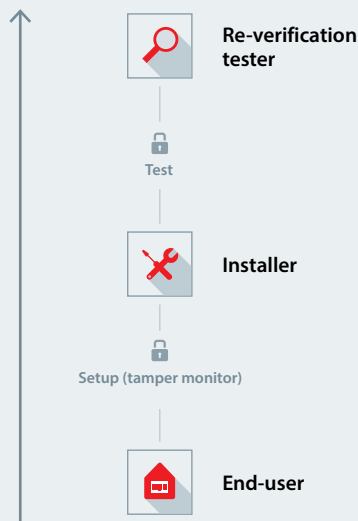 Re-verification
tester
Test
Installer
Setup (tamper monitor)
End-user